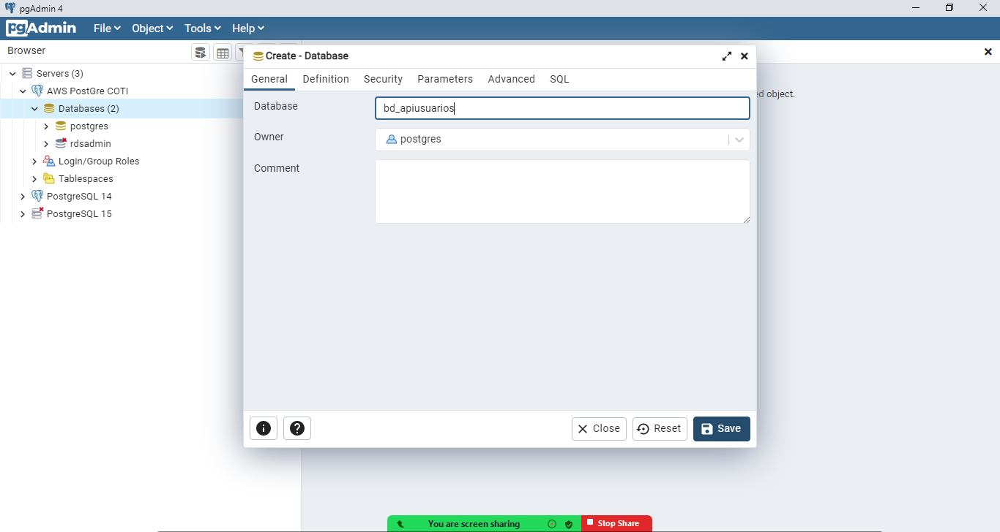 pgAdmin 4
pgAdmin File Object Tools Help
Browser
Servers (3)
AWS PostGre COTI
Databases (2)
postgres
rdsadmin
Login/Group Roles
Tablespaces
PostgreSQL 14
PostgreSQL 15
Create - Database
General Definition Security Parameters Advanced SQL
Database bd_apiusuarios
Owner postgres
Comment
Close Reset Save
object.
You are screen sharing Stop Share